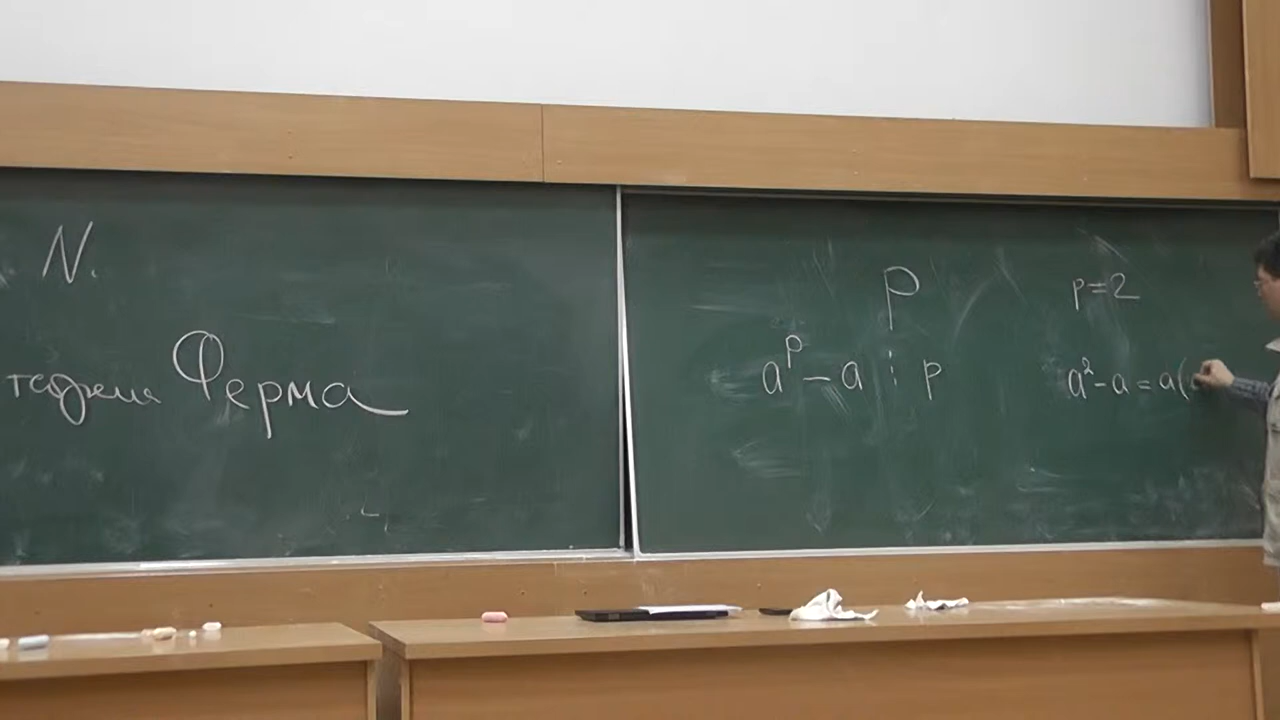 N.
теорема Ферма
p
a^p - a ⋮ p
p=2
a² - a = a(